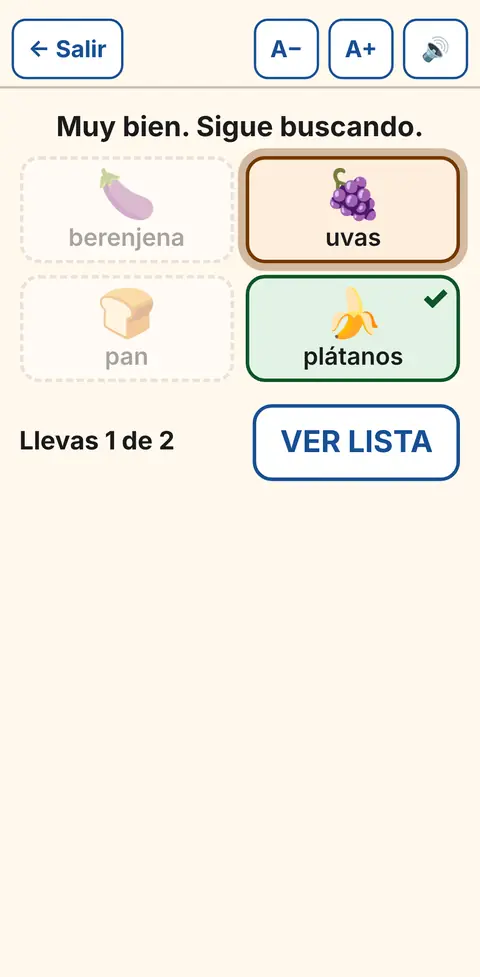 ← Salir
A−
A+
Muy bien. Sigue buscando.
berenjena
uvas
pan
plátanos
Llevas 1 de 2
VER LISTA